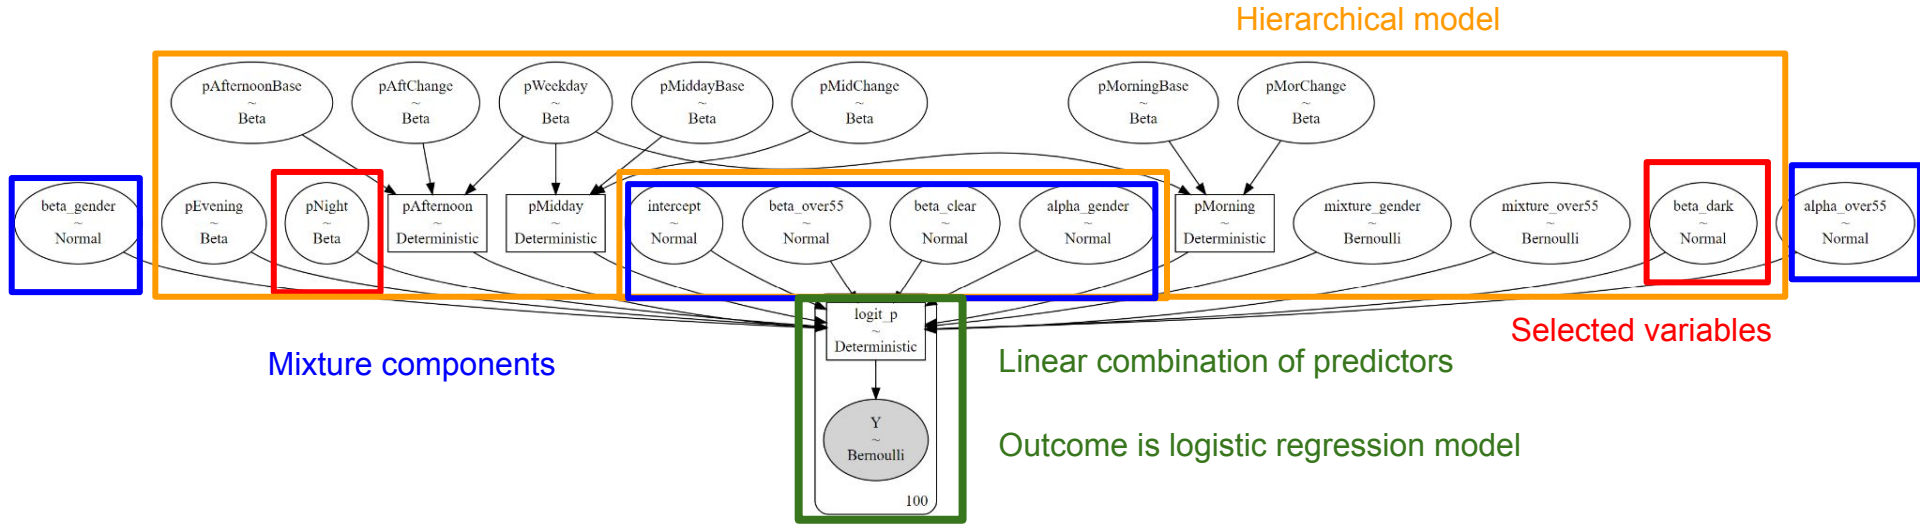 Hierarchical model
pAfternoonBase
~
Beta
pAftChange
~
Beta
pWeekday
~
Beta
pMiddayBase
~
Beta
pMidChange
~
Beta
pMorningBase
~
Beta
pMorChange
~
Beta
beta_gender
~
Normal
pEvening
~
Beta
pNight
~
Beta
pAfternoon
~
Deterministic
pMidday
~
Deterministic
intercept
~
Normal
beta_over55
~
Normal
beta_clear
~
Normal
alpha_gender
~
Normal
pMorning
~
Deterministic
mixture_gender
~
Bernoulli
mixture_over55
~
Bernoulli
beta_dark
~
Normal
alpha_over55
~
Normal
logit_p
~
Deterministic
Selected variables
Mixture components
Linear combination of predictors
Y
~
Bernoulli
Outcome is logistic regression model
100